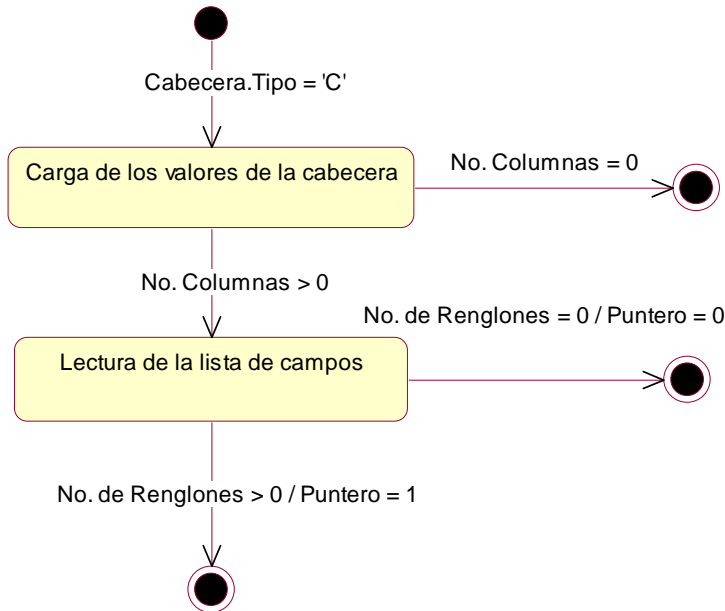 Cabecera.Tipo = 'C'
Carga de los valores de la cabecera
No. Columnas = 0
No. Columnas > 0
No. de Renglones = 0 / Puntero = 0
Lectura de la lista de campos
No. de Renglones > 0 / Puntero = 1